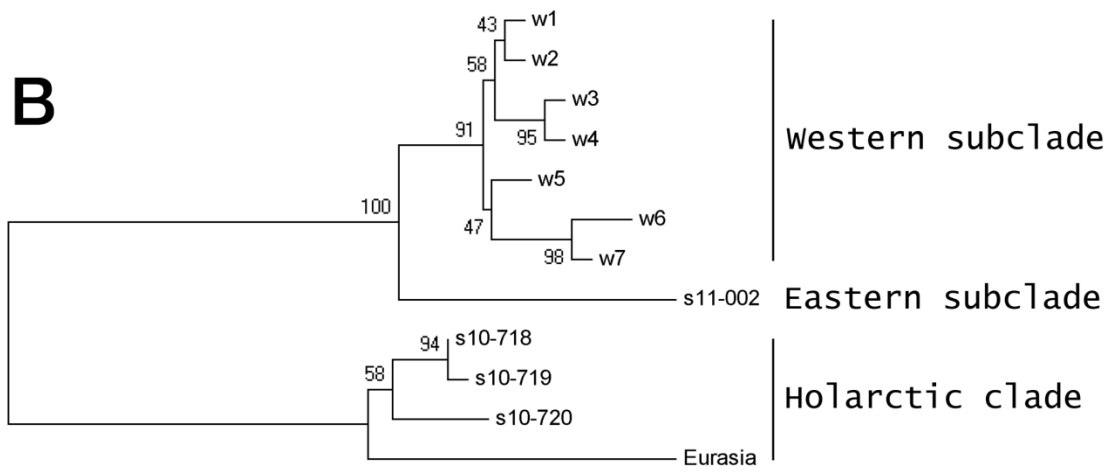 B
43
w1
w2
58
w3
95
w4
Western subclade
91
w5
100
47
w6
98
w7
s11-002
Eastern subclade
94
s10-718
s10-719
58
s10-720
Holarctic clade
Eurasia